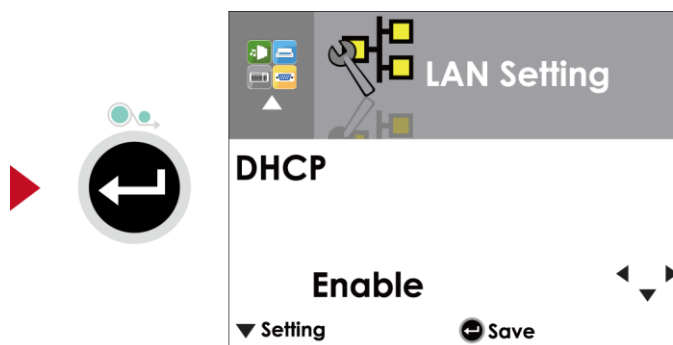 LAN Setting
DHCP
Enable
Setting
Save